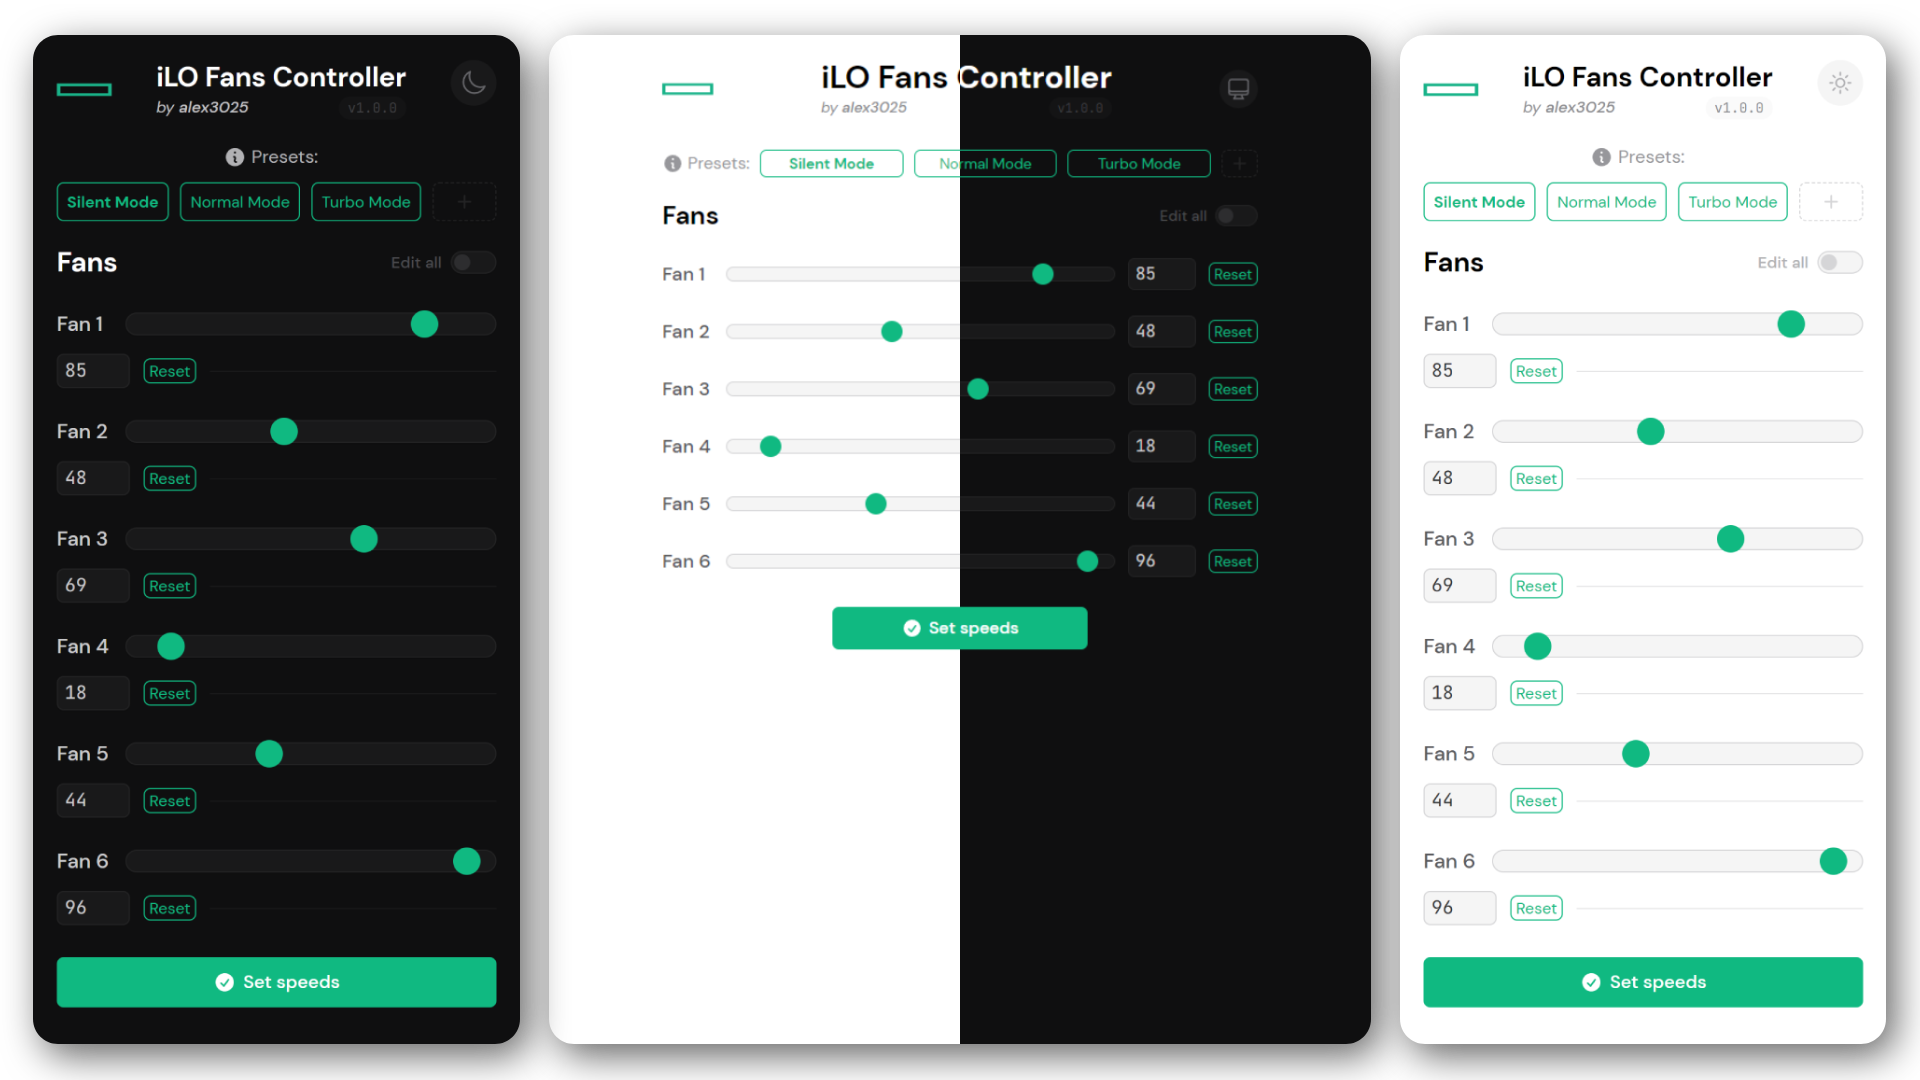 iLO Fans Controller
by alex3025 v1.0.0
Presets:
Silent Mode Normal Mode Turbo Mode +
Fans Edit all
Fan 1
85 Reset
Fan 2
48 Reset
Fan 3
69 Reset
Fan 4
18 Reset
Fan 5
44 Reset
Fan 6
96 Reset
Set speeds
iLO Fans Controller
by alex3025 v1.0.0
Presets: Silent Mode Normal Mode Turbo Mode +
Fans Edit all
Fan 1 85 Reset
Fan 2 48 Reset
Fan 3 69 Reset
Fan 4 18 Reset
Fan 5 44 Reset
Fan 6 96 Reset
Set speeds
iLO Fans Controller
by alex3025 v1.0.0
Presets:
Silent Mode Normal Mode Turbo Mode +
Fans Edit all
Fan 1
85 Reset
Fan 2
48 Reset
Fan 3
69 Reset
Fan 4
18 Reset
Fan 5
44 Reset
Fan 6
96 Reset
Set speeds